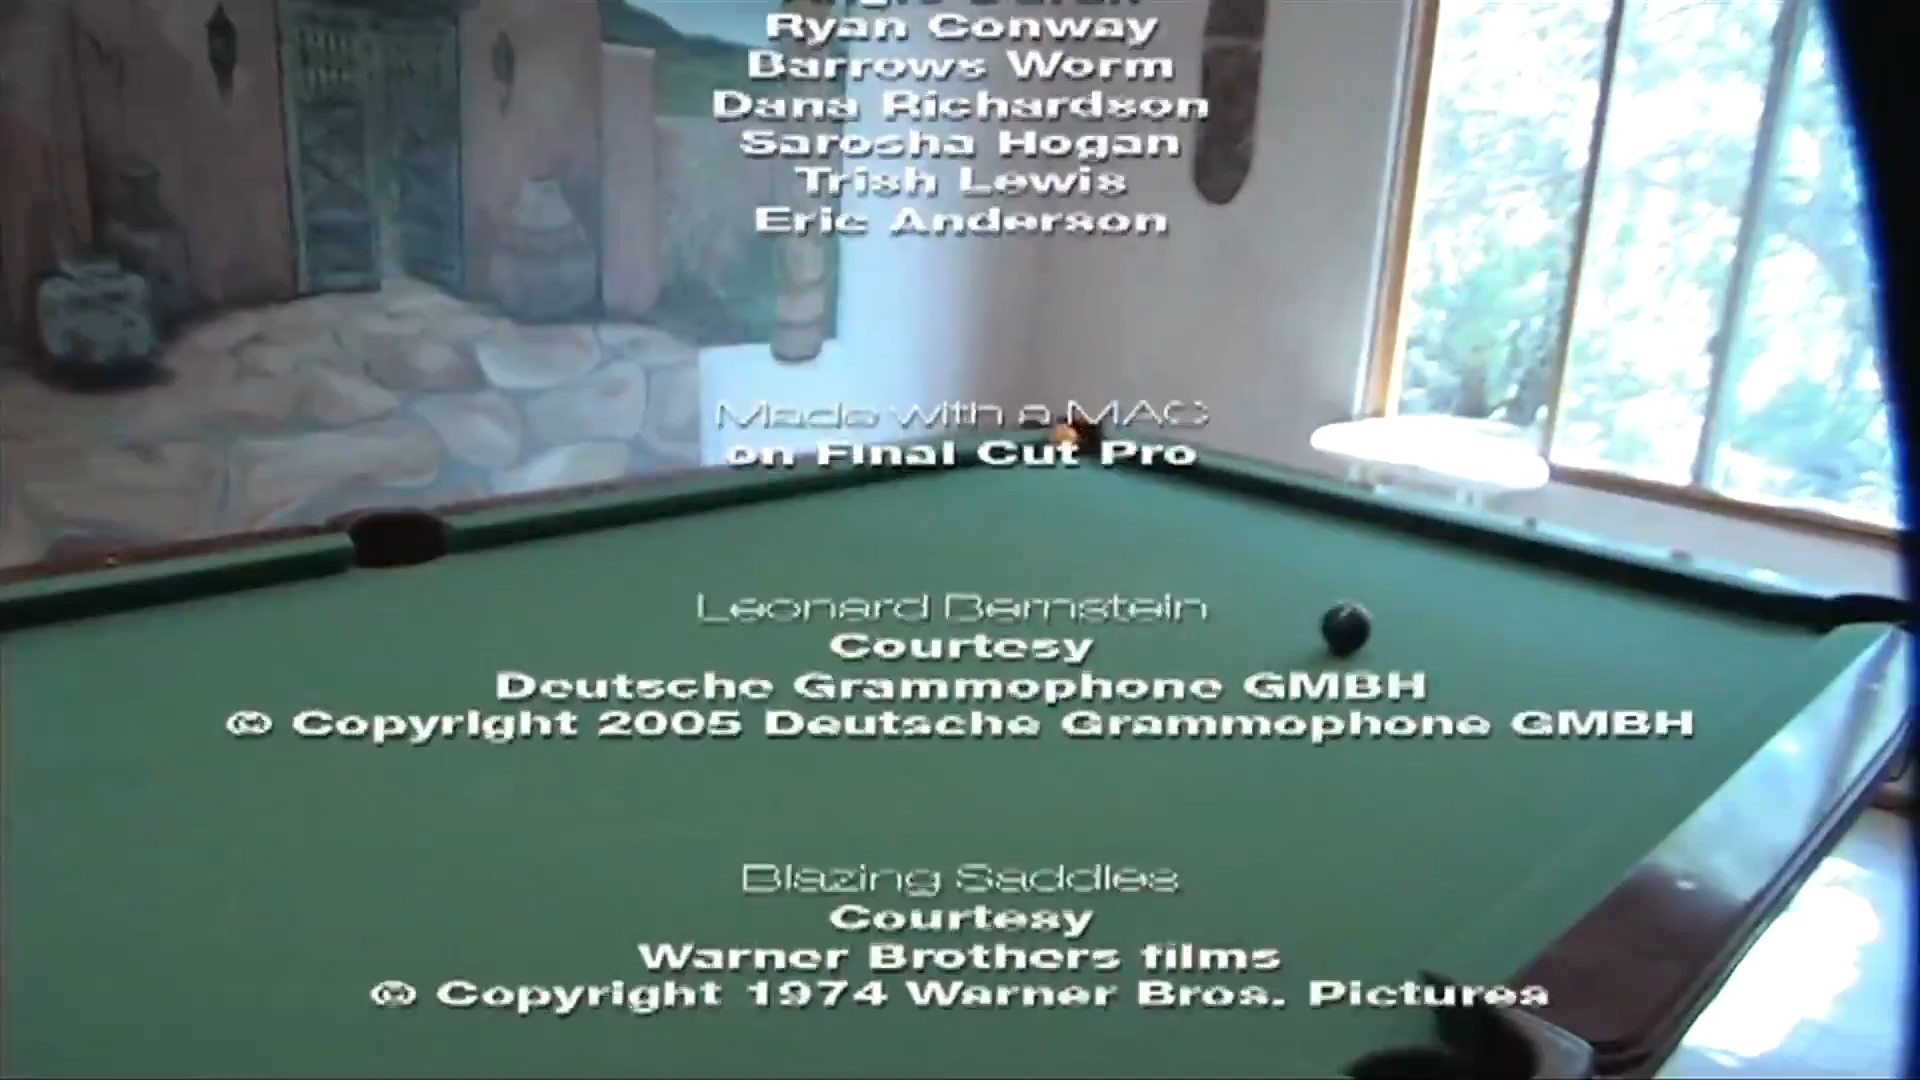 Ryan Conway
Barrows Worm
Dana Richardson
Sarosha Hogan
Trish Lewis
Eric Anderson
Made with a MAC
on Final Cut Pro
Leonard Bernstein
Courtesy
Deutsche Grammophone GMBH
© Copyright 2005 Deutsche Grammophone GMBH
Blazing Saddles
Courtesy
Warner Brothers films
© Copyright 1974 Warner Bros. Pictures